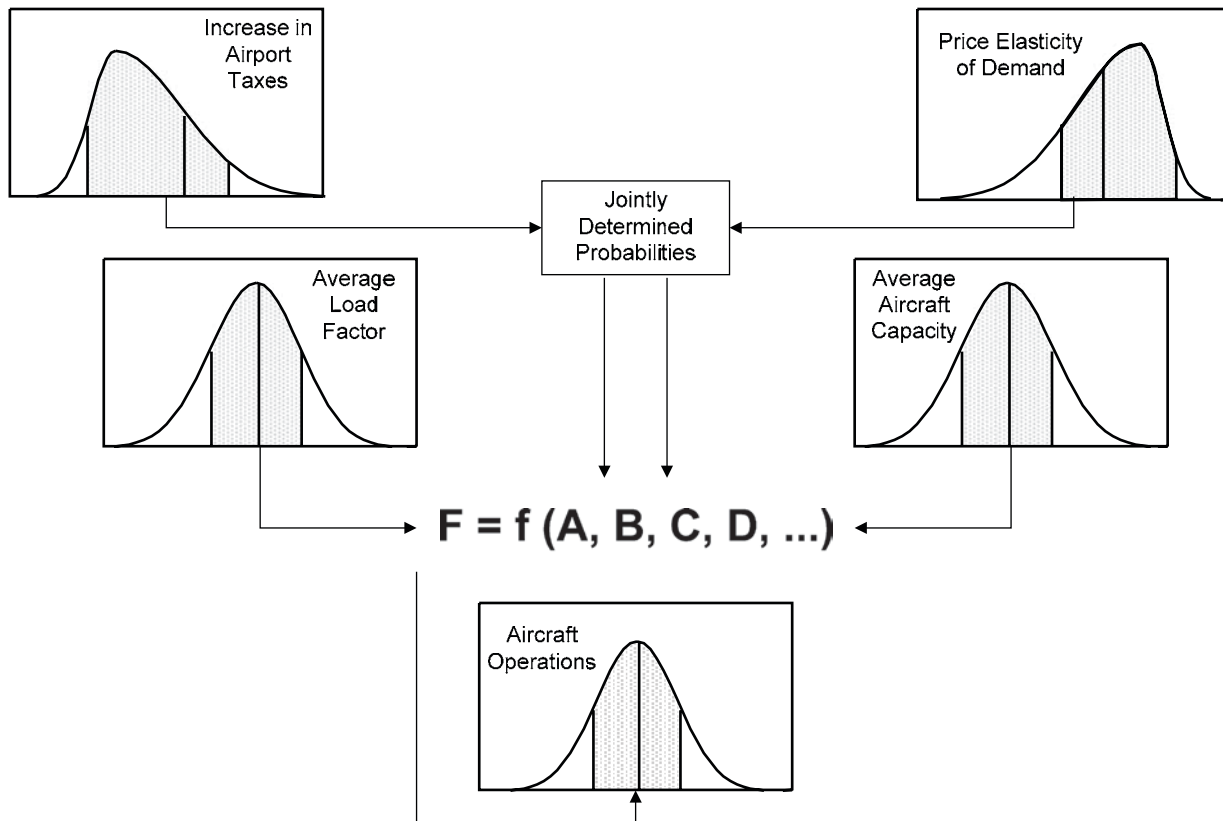 Increase in
Airport
Taxes
Price Elasticity
of Demand
Jointly
Determined
Probabilities
Average
Load
Factor
Average
Aircraft
Capacity
F = f (A, B, C, D, ...)
Aircraft
Operations